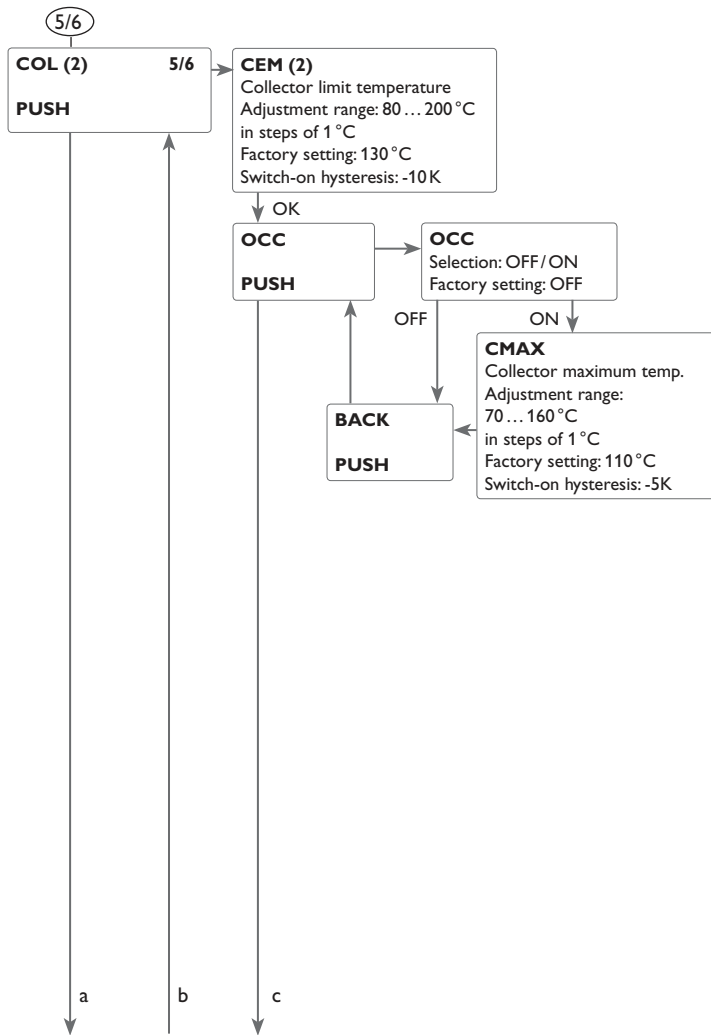 5/6
COL (2) 5/6
PUSH
CEM (2)
Collector limit temperature
Adjustment range: 80 … 200 °C
in steps of 1 °C
Factory setting: 130 °C
Switch-on hysteresis: -10 K
OK
OCC
PUSH
OCC
Selection: OFF / ON
Factory setting: OFF
OFF
ON
CMAX
Collector maximum temp.
Adjustment range:
70 … 160 °C
in steps of 1 °C
Factory setting: 110 °C
Switch-on hysteresis: -5K
BACK
PUSH
a
b
c